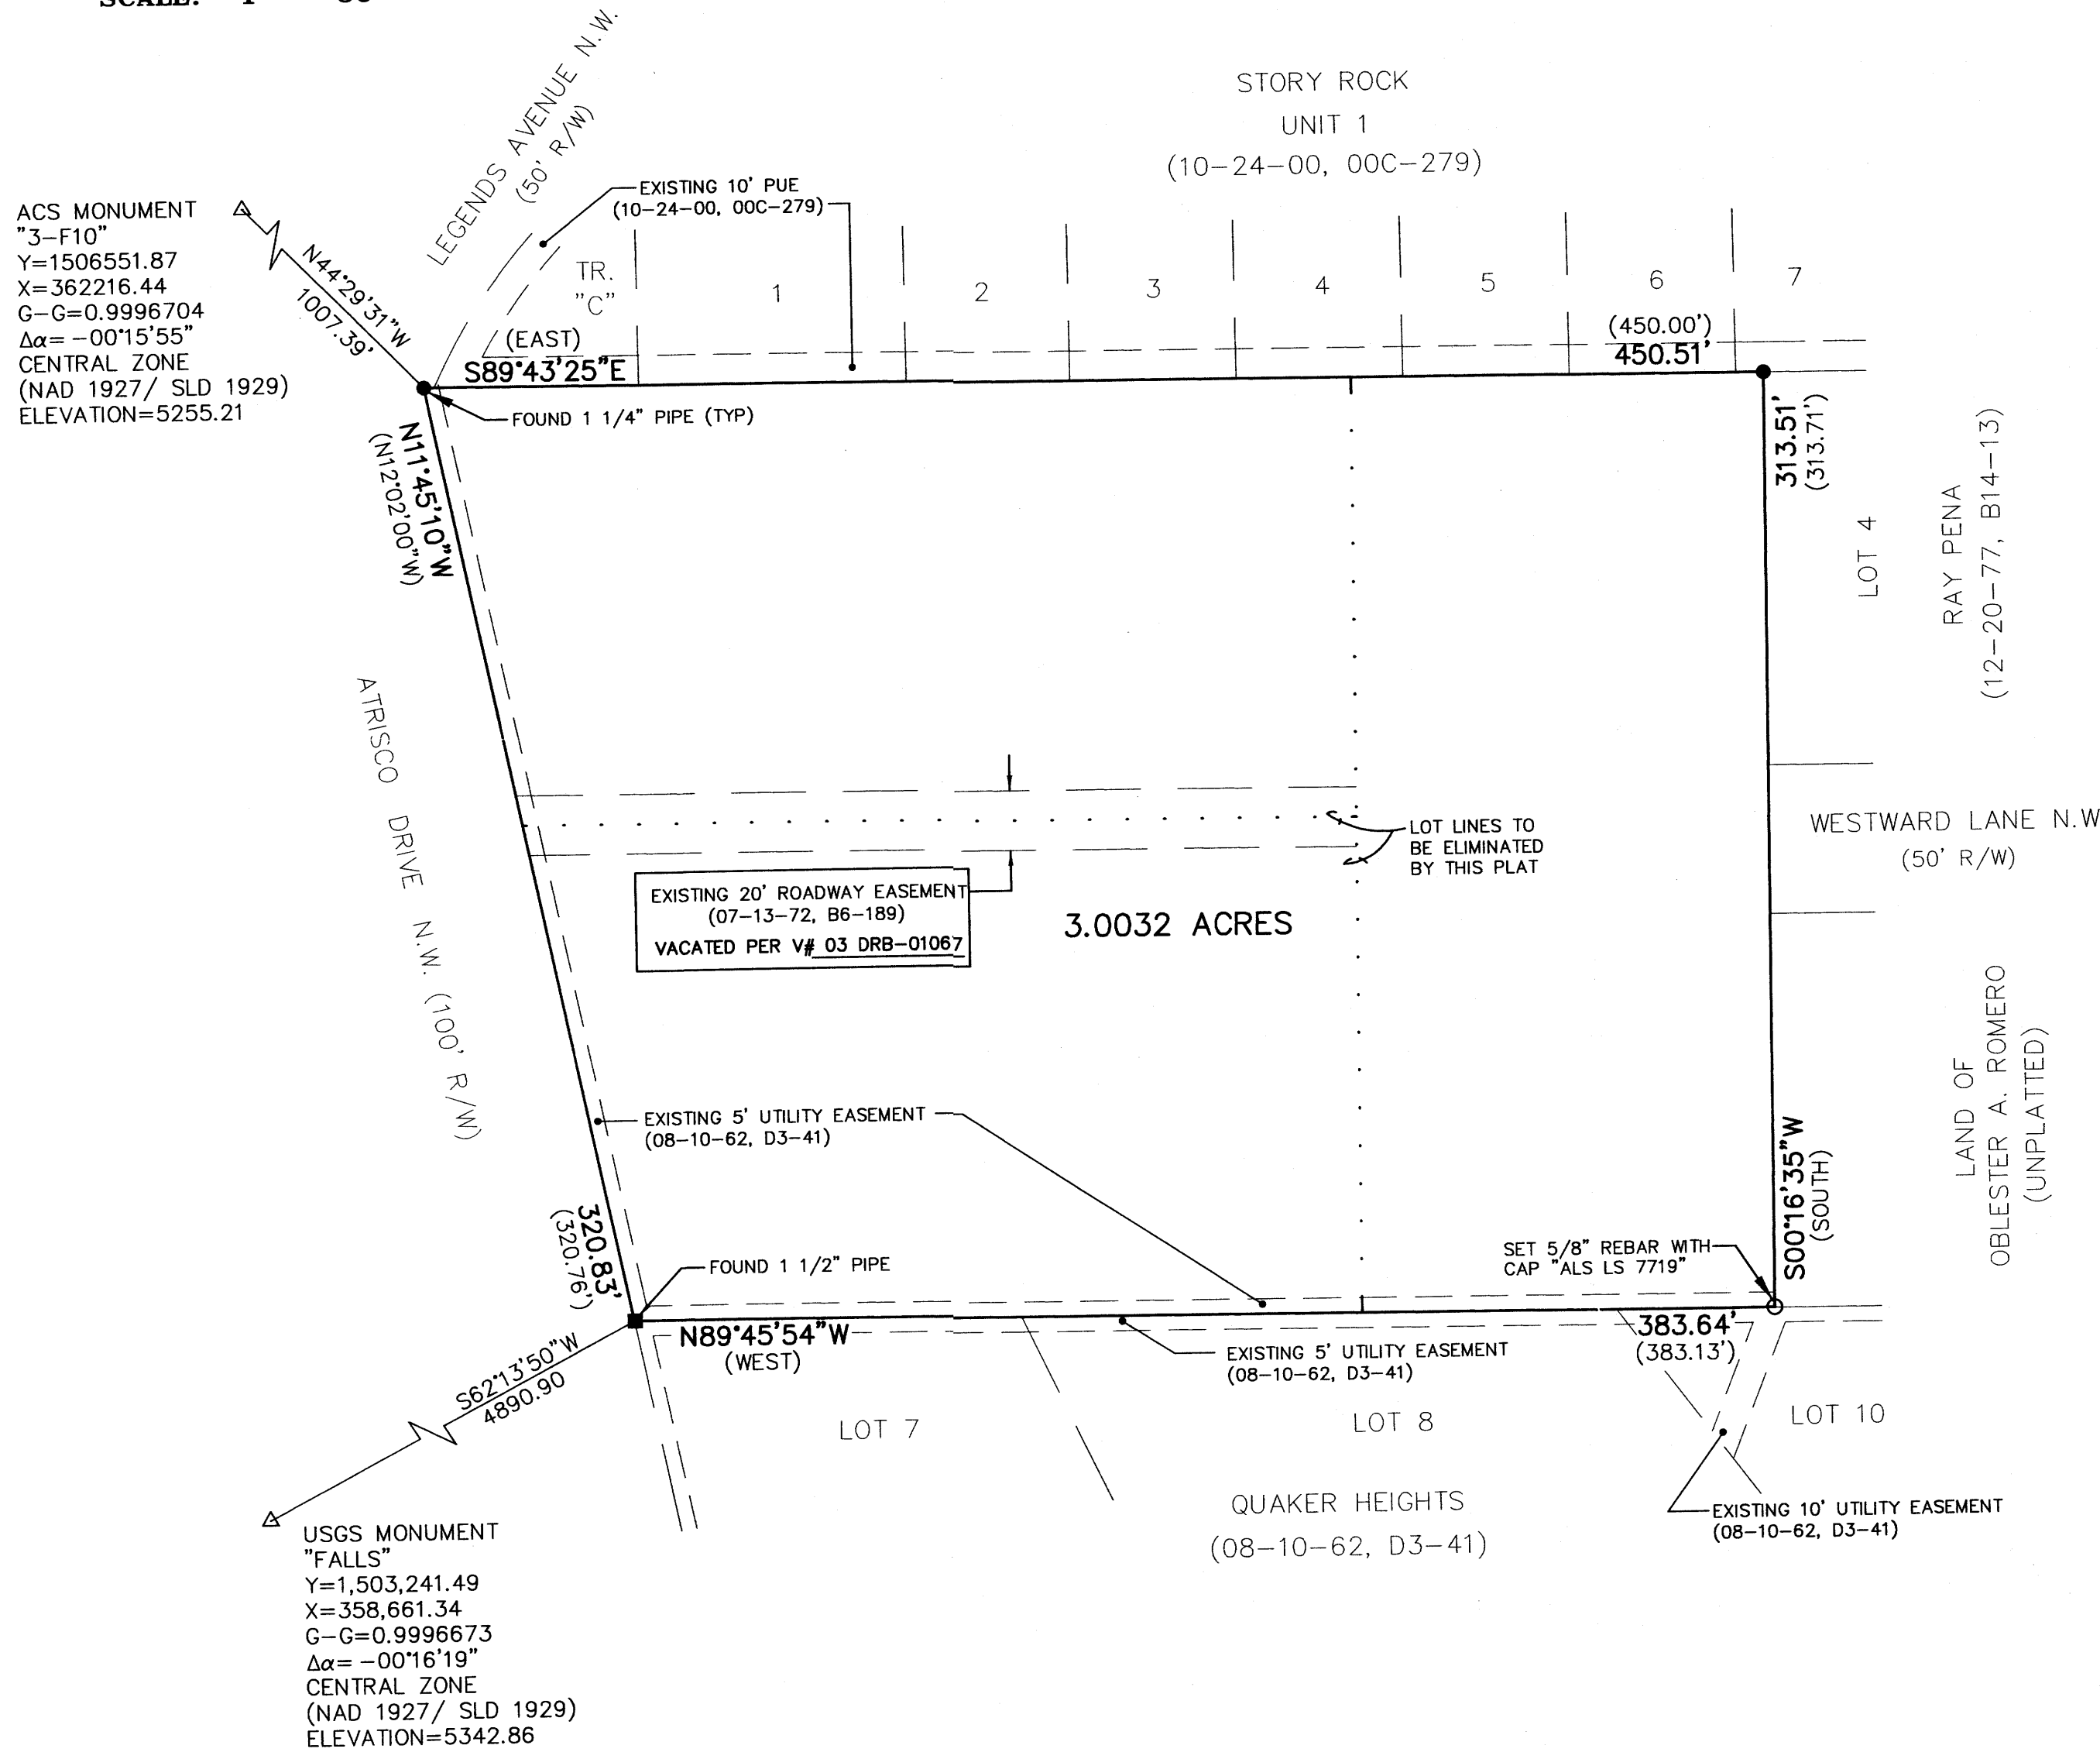 SCALE: 1
STORY ROCK
UNIT 1
(10-24-00, 00C-279)
LEGENDS AVENUE N.W.
(50' R/W)
EXISTING 10' PUE
(10-24-00, 00C-279)
ACS MONUMENT
"3-F10"
Y=1506551.87
X=362216.44
G-G=0.9996704
Δα= -00°15'55"
CENTRAL ZONE
(NAD 1927/ SLD 1929)
ELEVATION=5255.21
N44°29'31"W
1007.39'
TR.
"C"
1
2
3
4
5
6
7
(EAST)
S89°43'25"E
(450.00')
450.51'
FOUND 1 1/4" PIPE (TYP)
N11°45'10"W
(N12°02'00"W)
313.51'
(313.71')
LOT 4
RAY PENA
(12-20-77, B14-13)
ATRISCO DRIVE N.W. (100' R/W)
LOT LINES TO
BE ELIMINATED
BY THIS PLAT
WESTWARD LANE N.W
(50' R/W)
EXISTING 20' ROADWAY EASEMENT
(07-13-72, B6-189)
VACATED PER V# 03 DRB-01067
3.0032 ACRES
LAND OF
OBLESTER A. ROMERO
(UNPLATTED)
EXISTING 5' UTILITY EASEMENT
(08-10-62, D3-41)
S00°16'35"W
(SOUTH)
320.83'
(320.76')
FOUND 1 1/2" PIPE
SET 5/8" REBAR WITH
CAP "ALS LS 7719"
N89°45'54"W
(WEST)
383.64'
(383.13')
EXISTING 5' UTILITY EASEMENT
(08-10-62, D3-41)
S62°13'50"W
4890.90
LOT 7
LOT 8
LOT 10
QUAKER HEIGHTS
(08-10-62, D3-41)
EXISTING 10' UTILITY EASEMENT
(08-10-62, D3-41)
USGS MONUMENT
"FALLS"
Y=1,503,241.49
X=358,661.34
G-G=0.9996673
Δα= -00°16'19"
CENTRAL ZONE
(NAD 1927/ SLD 1929)
ELEVATION=5342.86